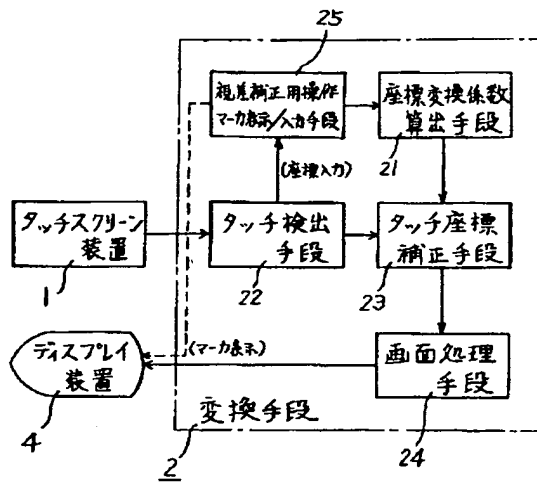 25
視差補正用操作
マーカ表示/入力手段
座標変換係数
算出手段
21
(座標入力)
タッチスクリーン
装置
1
タッチ検出
手段
22
タッチ座標
補正手段
23
(マーカ表示)
ディスプレイ
装置
4
画面処理
手段
24
変換手段
2